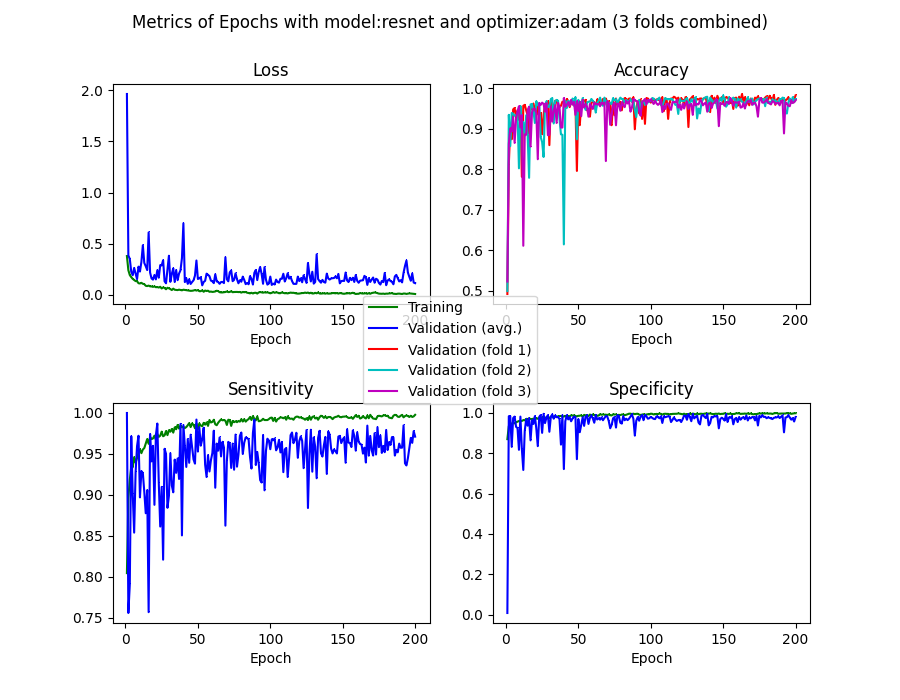 Metrics of Epochs with model:resnet and optimizer:adam (3 folds combined)
Loss
2.0
1.5
1.0
0.5
0.0
0 50 100 150 200
Epoch
Accuracy
1.0
0.9
0.8
0.7
0.6
0.5
0 50 100 150 200
Epoch
Training
Validation (avg.)
Validation (fold 1)
Validation (fold 2)
Validation (fold 3)
Sensitivity
1.00
0.95
0.90
0.85
0.80
0.75
0 50 100 150 200
Epoch
Specificity
1.0
0.8
0.6
0.4
0.2
0.0
0 50 100 150 200
Epoch